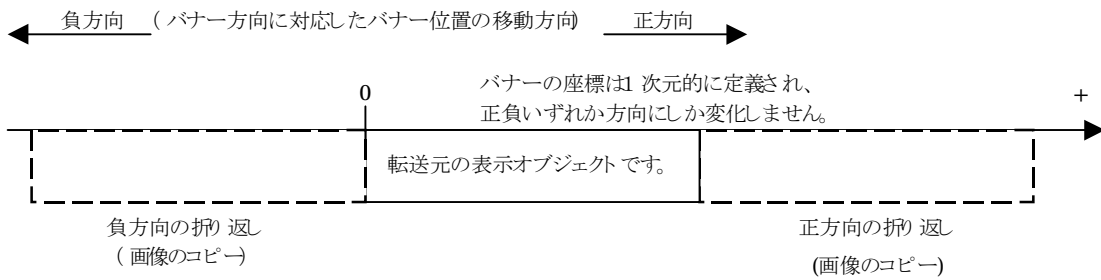 負方向 (バナー方向に対応したバナー位置の移動方向) 正方向
バナーの座標は1 次元的に定義され、
正負いずれか方向にしか変化しません。
0
+
転送元の表示オブジェクトです。
負方向の折り返し
(画像のコピー)
正方向の折り返し
(画像のコピー)